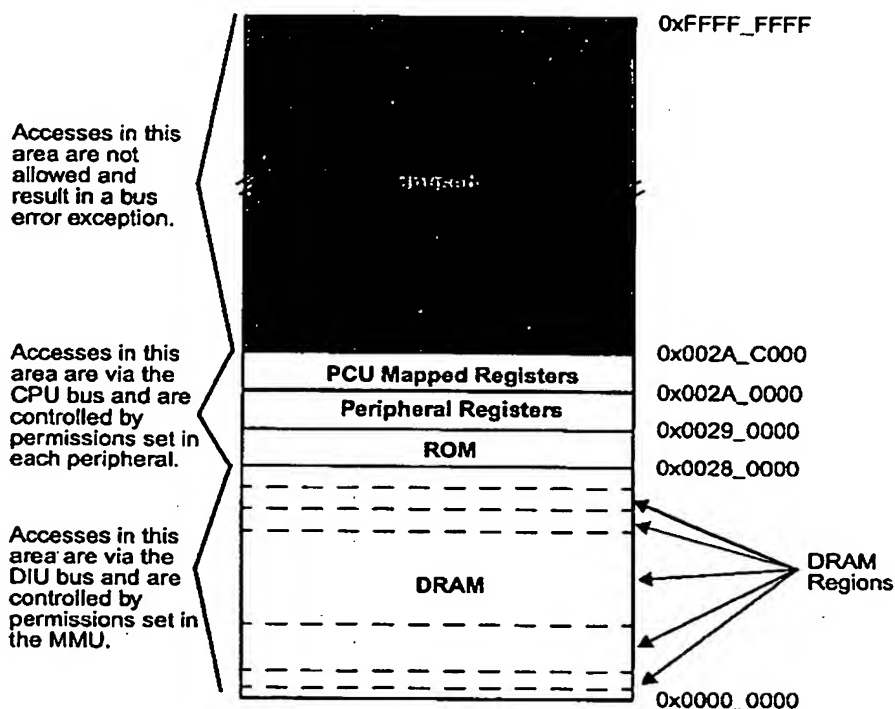 0xFFFF_FFFF
Accesses in this
area are not
allowed and
result in a bus
error exception.
0x002A_C000
Accesses in this
area are via the
CPU bus and are
controlled by
permissions set in
each peripheral.
PCU Mapped Registers
0x002A_0000
Peripheral Registers
0x0029_0000
ROM
0x0028_0000
Accesses in this
area are via the
DIU bus and are
controlled by
permissions set in
the MMU.
DRAM
DRAM
Regions
0x0000_0000